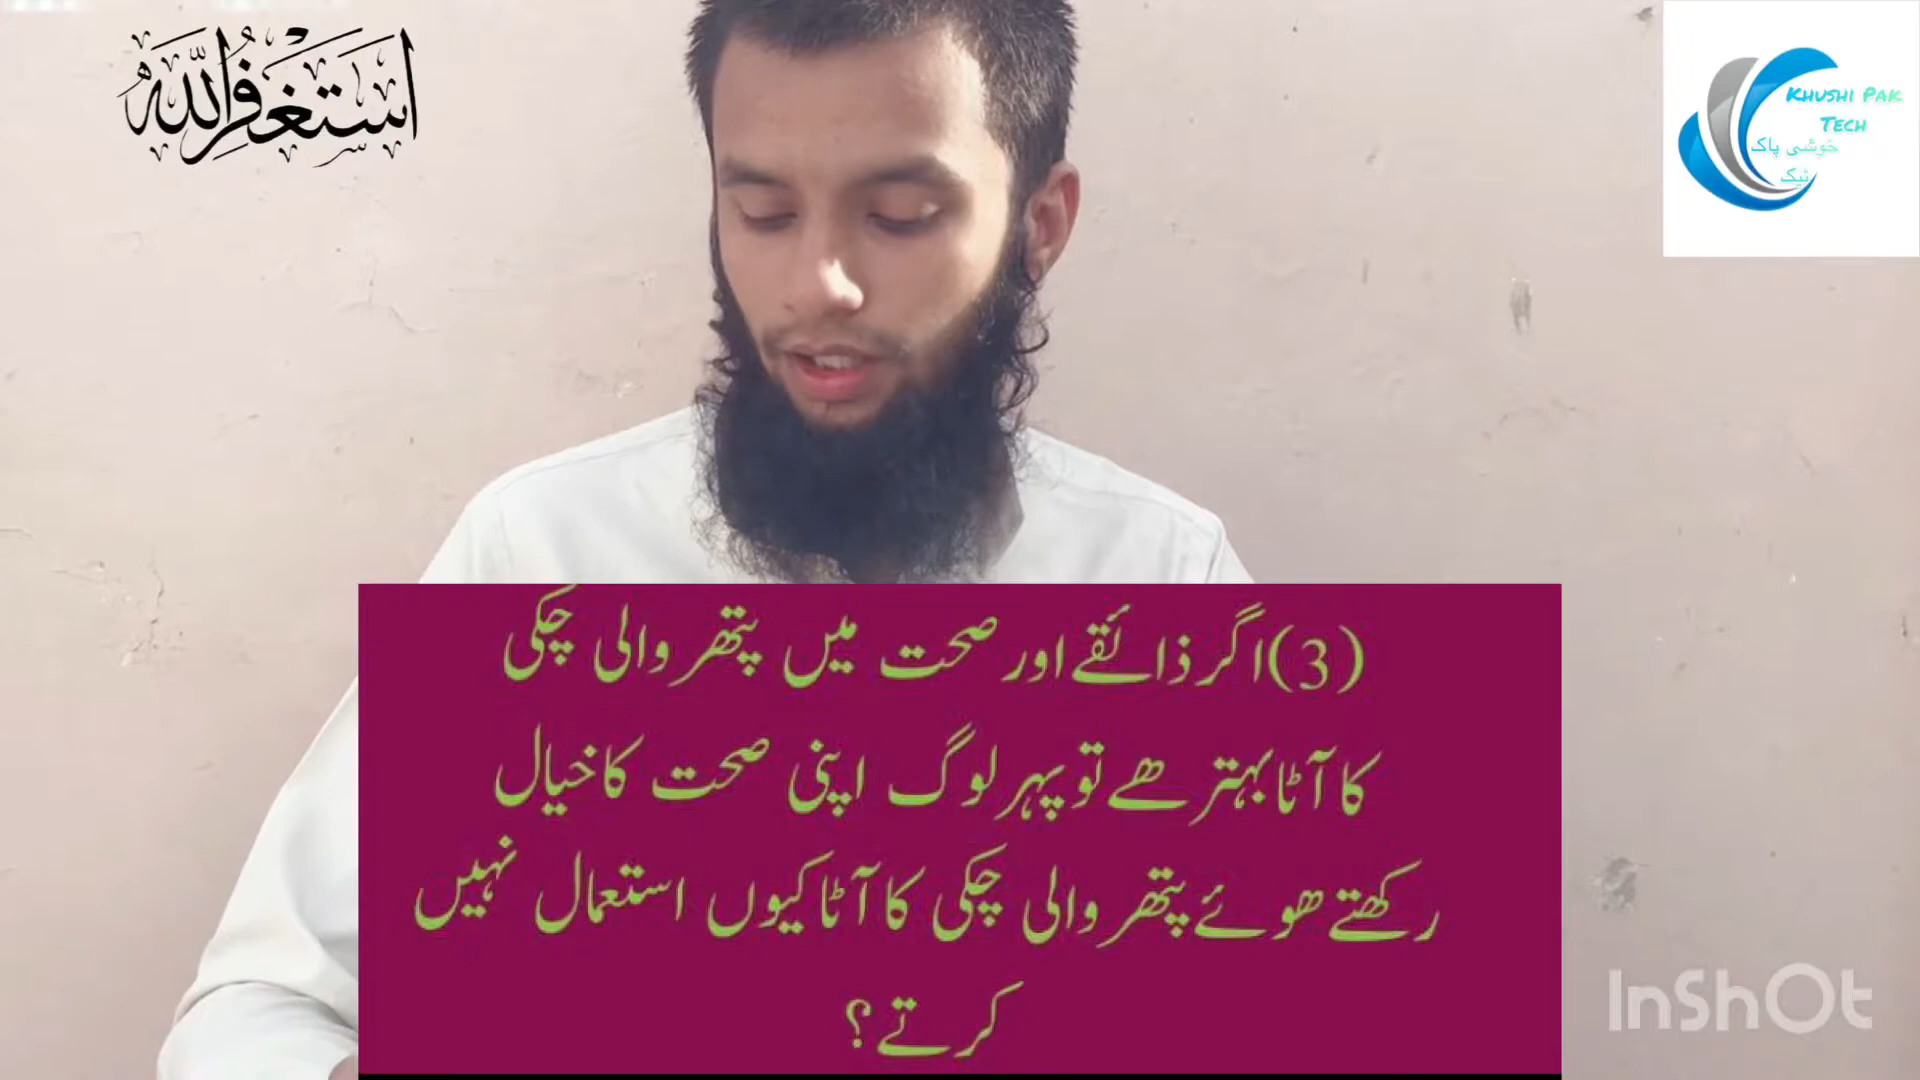 استغفراللہ
Khushi Pak
Tech
خوشی پاک
ٹیک
(3)اگر ذائقے اور صحت میں پتھر والی چکی
کا آٹا بہتر ھے تو پہر لوگ اپنی صحت کا خیال
رکھتے ھوئے پتھر والی چکی کا آٹا کیوں استعمال نہیں
کرتے؟
InShOt